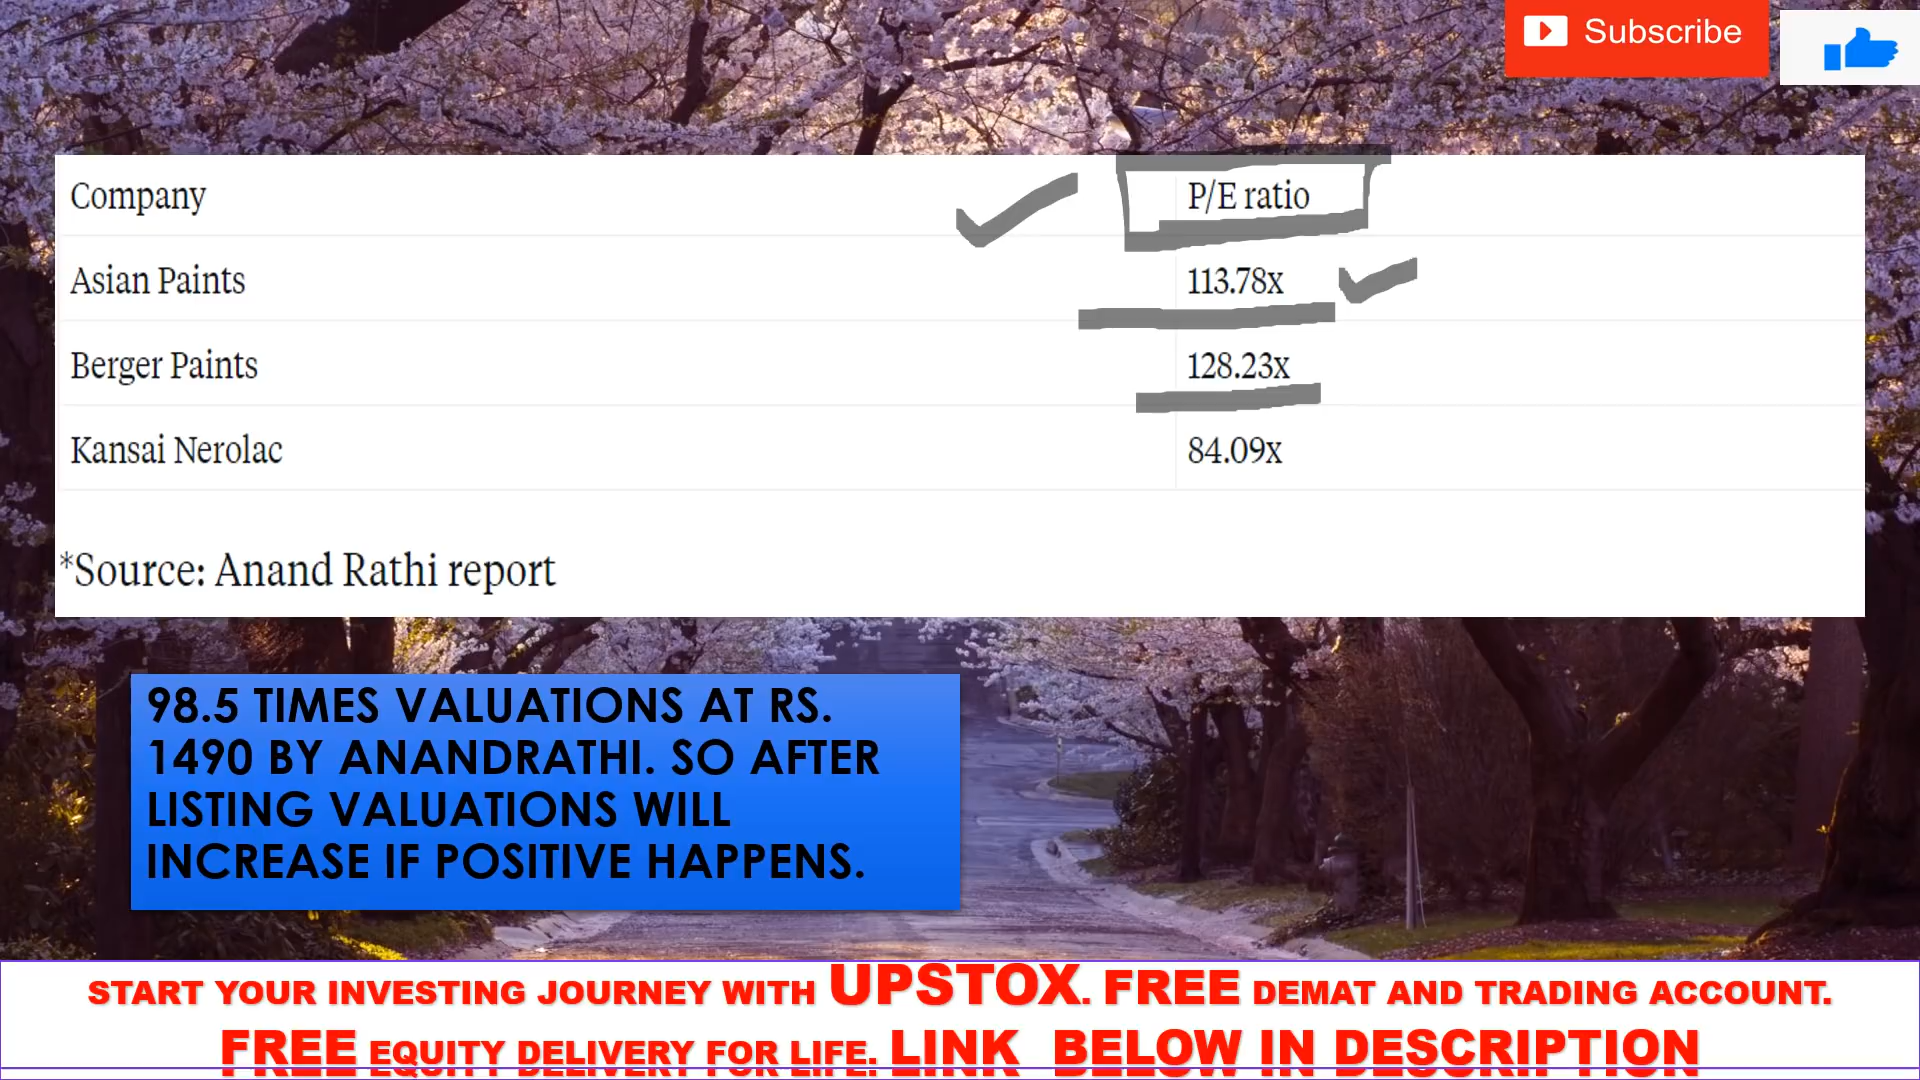 Subscribe
Company P/E ratio
Asian Paints 113.78x
Berger Paints 128.23x
Kansai Nerolac 84.09x
*Source: Anand Rathi report
98.5 TIMES VALUATIONS AT RS.
1490 BY ANANDRATHI. SO AFTER
LISTING VALUATIONS WILL
INCREASE IF POSITIVE HAPPENS.
START YOUR INVESTING JOURNEY WITH UPSTOX. FREE DEMAT AND TRADING ACCOUNT.
FREE EQUITY DELIVERY FOR LIFE. LINK BELOW IN DESCRIPTION